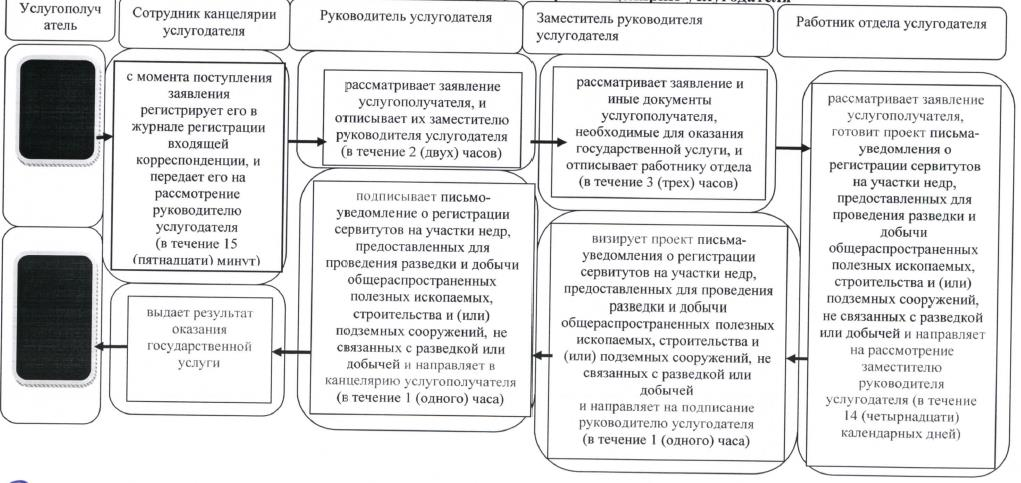 услугодателя
Услугополуч
атель
Сотрудник канцелярии
услугодателя
Руководитель услугодателя
Заместитель руководителя
услугодателя
Работник отдела услугодателя
с момента поступления
заявления
регистрирует его в
журнале регистрации
входящей
корреспонденции, и
передает его на
рассмотрение
руководителю
услугодателя
(в течение 15
(пятнадцати) минут)
рассматривает заявление
услугополучателя, и
отписывает их заместителю
руководителя услугодателя
(в течение 2 (двух) часов)
рассматривает заявление и
иные документы
услугополучателя,
необходимые для оказания
государственной услуги, и
отписывает работнику отдела
(в течение 3 (трех) часов)
рассматривает заявление
услугополучателя,
готовит проект письма-
уведомления о
регистрации сервитутов
на участки недр,
предоставленных для
проведения разведки и
добычи
общераспространенных
полезных ископаемых,
строительства и (или)
подземных сооружений,
не связанных с разведкой
или добычей и направляет
на рассмотрение
заместителю
руководителя
услугодателя (в течение
14 (четырнадцати)
календарных дней)
визирует проект письма-
уведомления о регистрации
сервитутов на участки недр,
предоставленных для проведения
разведки и добычи
общераспространенных полезных
ископаемых, строительства и
(или) подземных сооружений, не
связанных с разведкой или
добычей
и направляет на подписание
руководителю услугодателя
(в течение 1 (одного) часа)
подписывает письмо-
уведомление о регистрации
сервитутов на участки недр,
предоставленных для
проведения разведки и добычи
общераспространенных
полезных ископаемых,
строительства и (или)
подземных сооружений, не
связанных с разведкой или
добычей и направляет в
канцелярию услугополучателя
(в течение 1 (одного) часа)
выдает результат
оказания
государственной
услуги